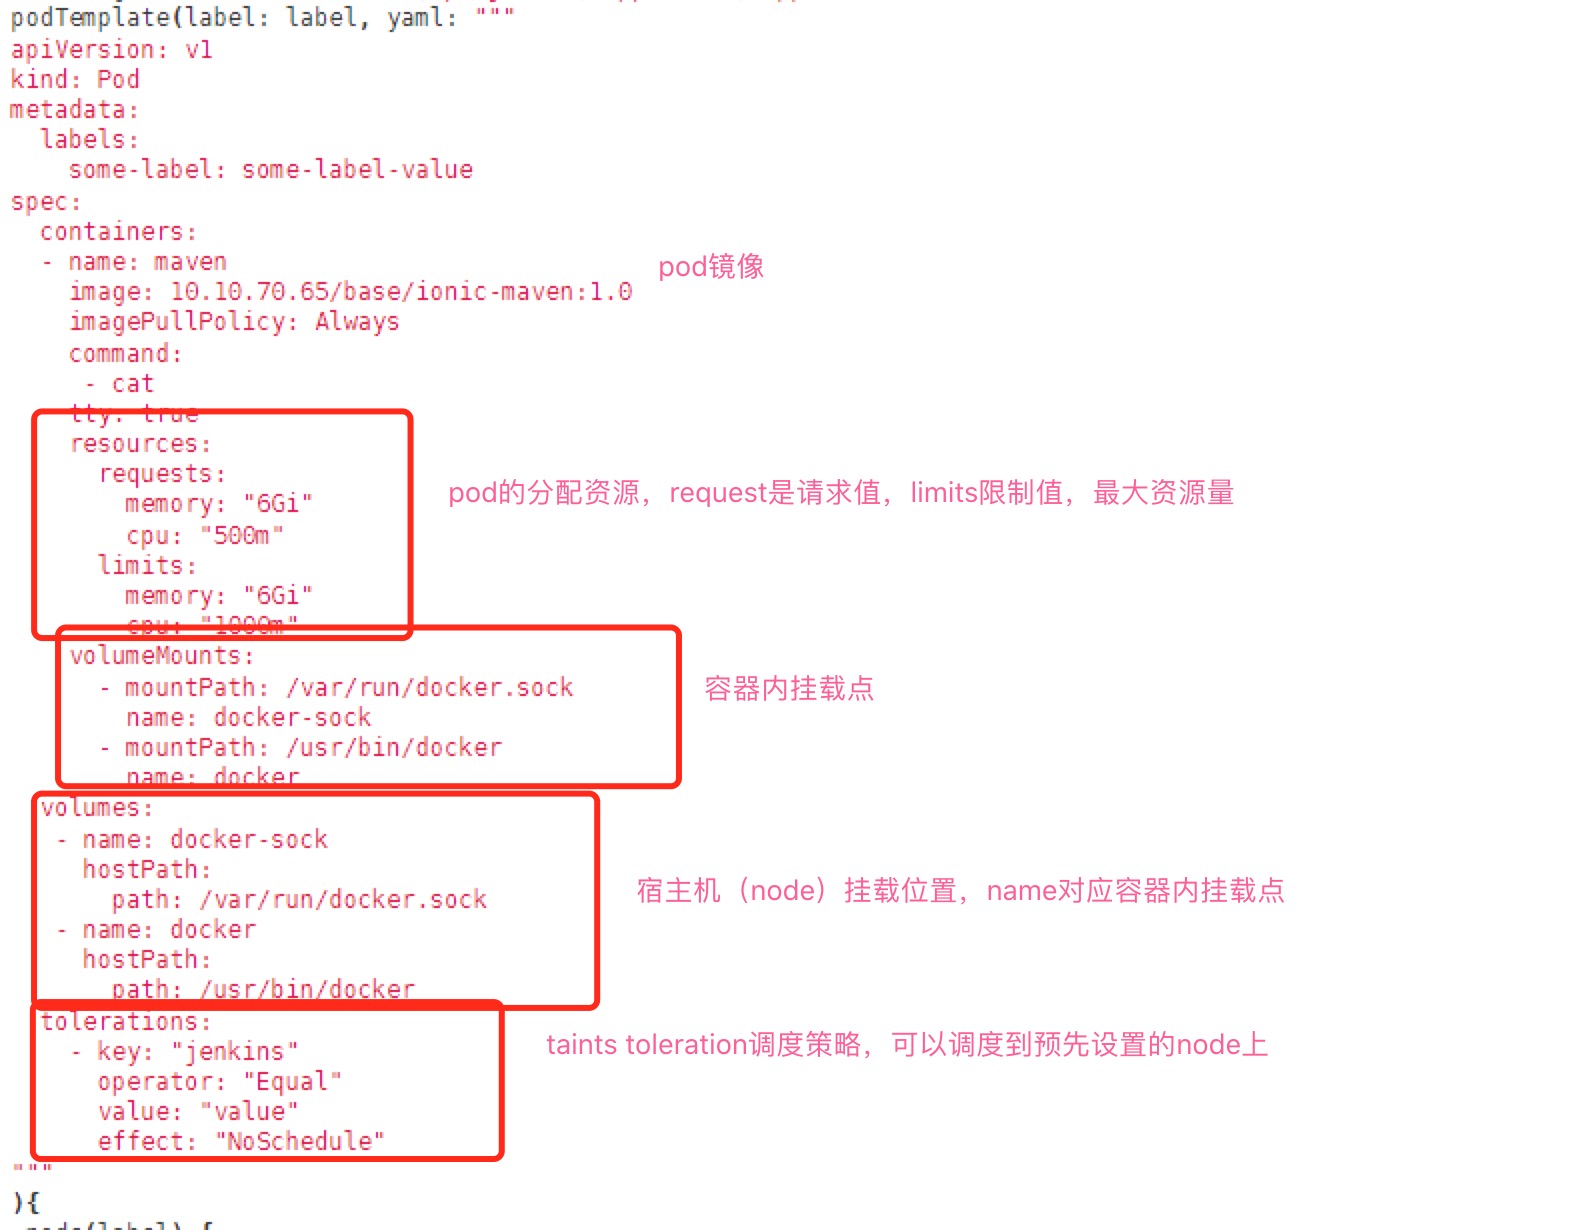 podTemplate(label: label, yaml: """
apiVersion: v1
kind: Pod
metadata:
  labels:
    some-label: some-label-value
spec:
  containers:
  - name: maven
pod镜像
    image: 10.10.70.65/base/ionic-maven:1.0
    imagePullPolicy: Always
    command:
     - cat
    tty: true
    resources:
      requests:
        memory: "6Gi"
pod的分配资源，request是请求值，limits限制值，最大资源量
        cpu: "500m"
      limits:
        memory: "6Gi"
        cpu: "1000m"
    volumeMounts:
      - mountPath: /var/run/docker.sock
容器内挂载点
        name: docker-sock
      - mountPath: /usr/bin/docker
        name: docker
  volumes:
   - name: docker-sock
     hostPath:
       path: /var/run/docker.sock
宿主机（node）挂载位置，name对应容器内挂载点
   - name: docker
     hostPath:
       path: /usr/bin/docker
  tolerations:
    - key: "jenkins"
taints toleration调度策略，可以调度到预先设置的node上
      operator: "Equal"
      value: "value"
      effect: "NoSchedule"
"""
){
 node(label) {